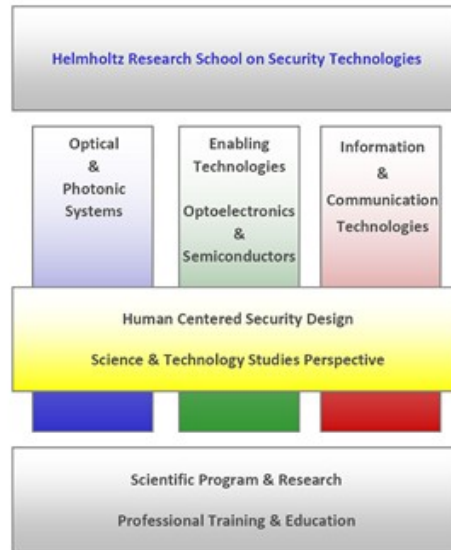 Helmholtz Research School on Security Technologies
Optical
&
Photonic
Systems
Enabling
Technologies
Optoelectronics
&
Semiconductors
Information
&
Communication
Technologies
Human Centered Security Design
Science & Technology Studies Perspective
Scientific Program & Research
Professional Training & Education